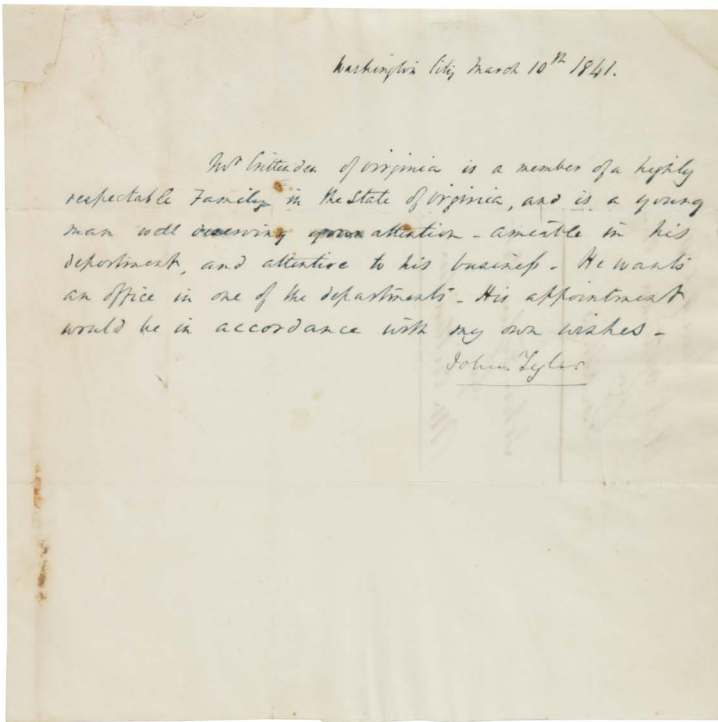 Washington City March 10th 1841.
Mr Crittenden of Virginia is a member of a highly
respectable Family in the State of Virginia, and is a young
man well deserving attention - amiable in his
deportment, and attentive to his business - He wants
an office in one of the departments - His appointment
would be in accordance with my own wishes -
John Tyler